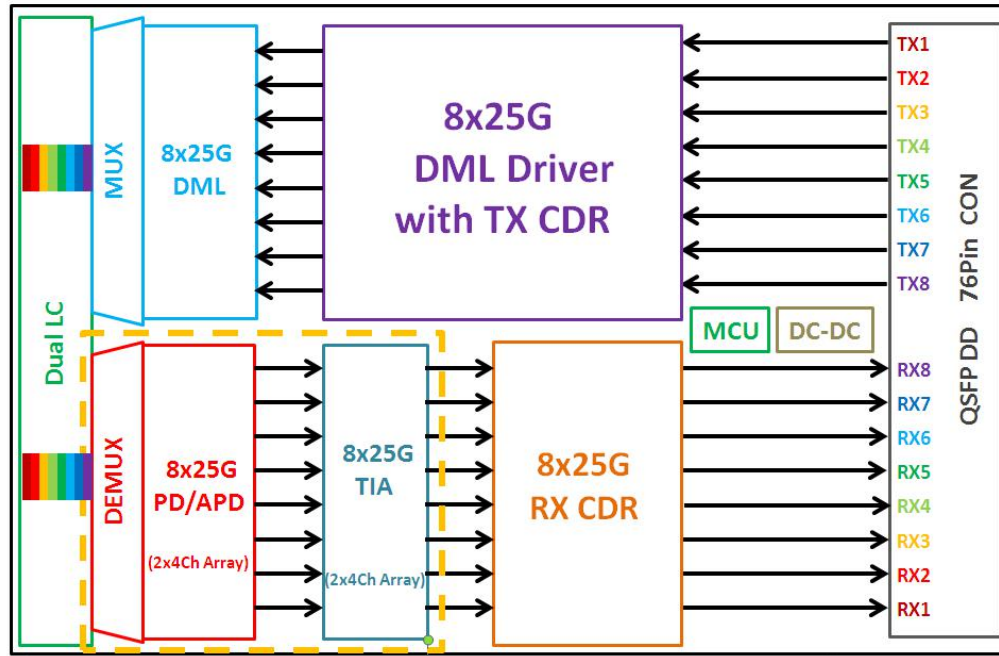 Dual LC
MUX
8x25G
DML
8x25G
DML Driver
with TX CDR
TX1
TX2
TX3
TX4
TX5
TX6
TX7
TX8
QSFP DD 76Pin CON
MCU
DC-DC
DEMUX
8x25G
PD/APD
(2x4Ch Array)
8x25G
TIA
(2x4Ch Array)
8x25G
RX CDR
RX8
RX7
RX6
RX5
RX4
RX3
RX2
RX1